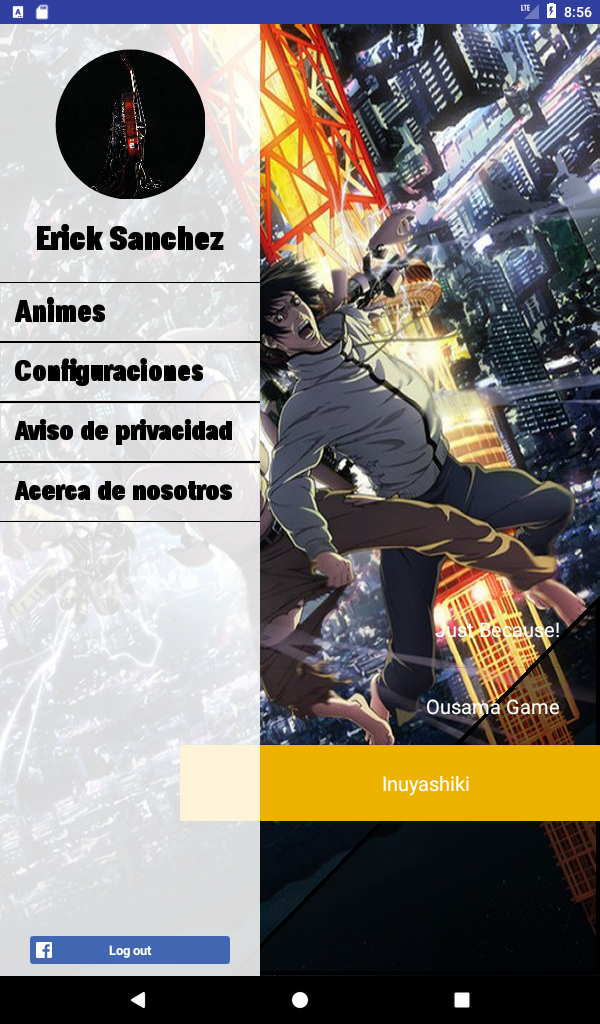 LTE
8:56
Erick Sanchez
Animes
Configuraciones
Aviso de privacidad
Acerca de nosotros
Just Because!
Ousama Game
Inuyashiki
Log out